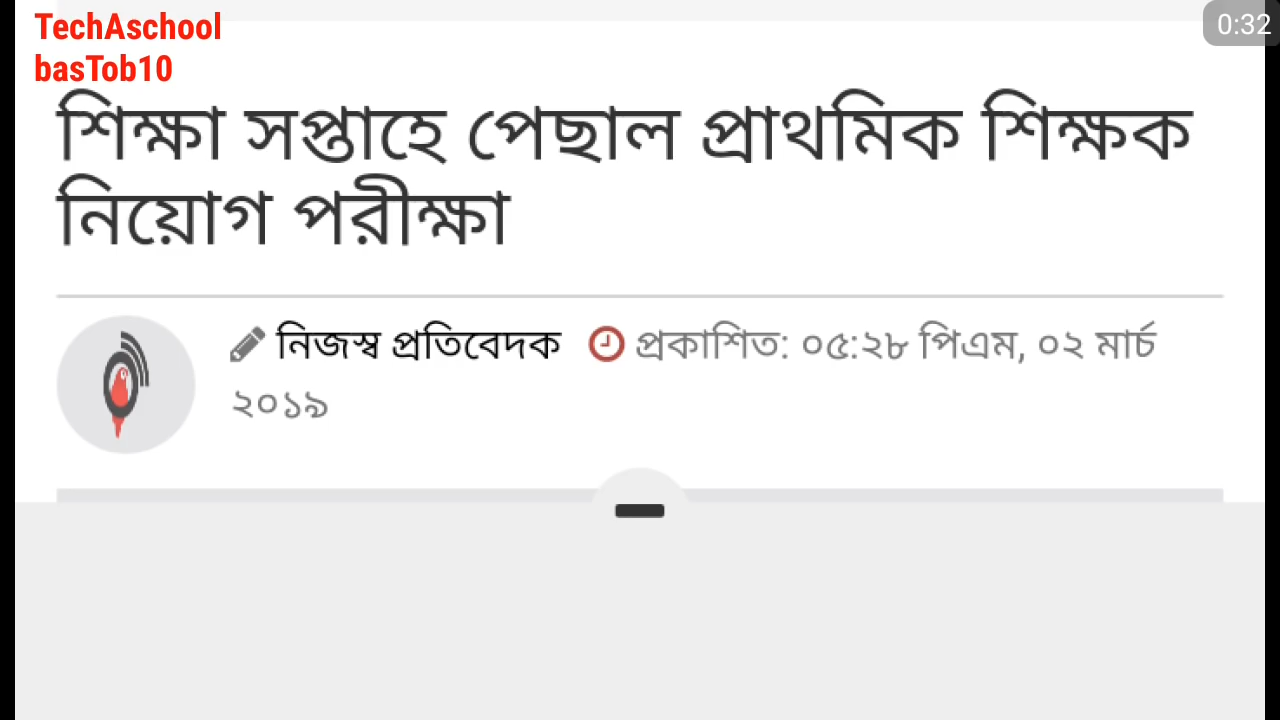 TechAschool
basTob10
0:32
শিক্ষা সপ্তাহে পেছাল প্রাথমিক শিক্ষক
নিয়োগ পরীক্ষা
নিজস্ব প্রতিবেদক প্রকাশিত: ০৫:২৮ পিএম, ০২ মার্চ
২০১৯